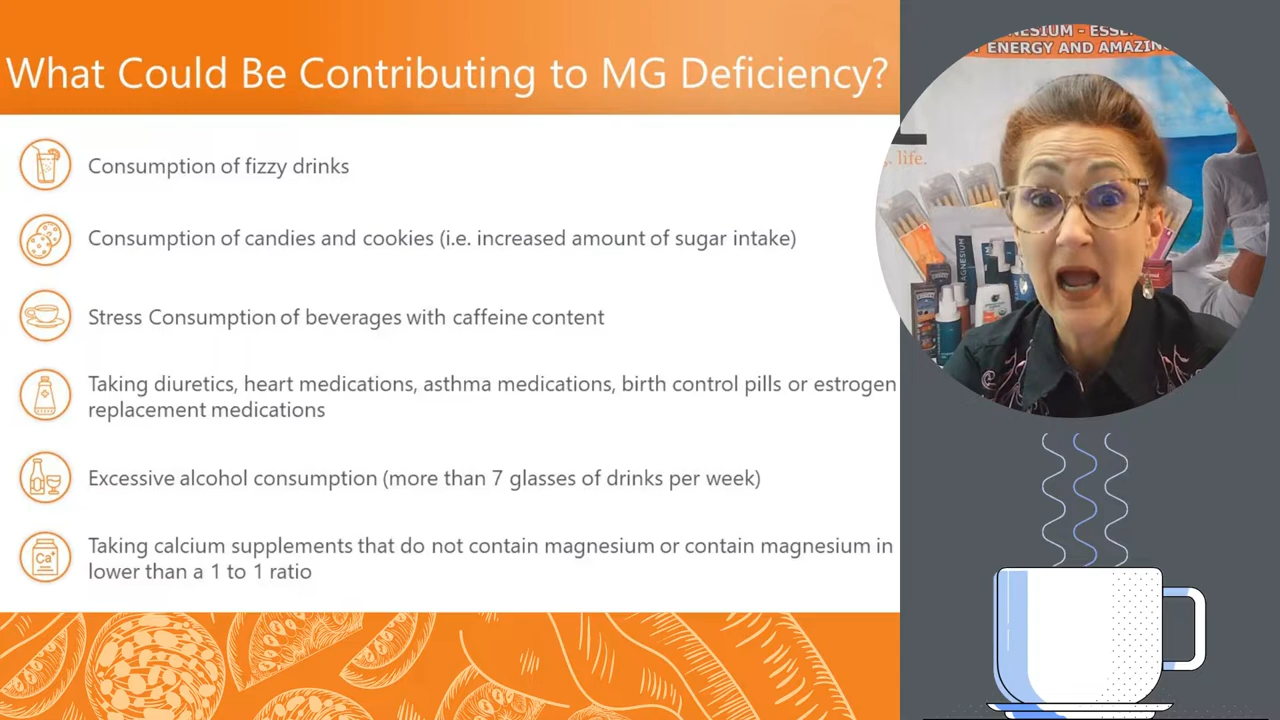 What Could Be Contributing to MG Deficiency?
Consumption of fizzy drinks
Consumption of candies and cookies (i.e. increased amount of sugar intake)
Stress Consumption of beverages with caffeine content
Taking diuretics, heart medications, asthma medications, birth control pills or estrogen
replacement medications
Excessive alcohol consumption (more than 7 glasses of drinks per week)
Ca+
Taking calcium supplements that do not contain magnesium or contain magnesium in
lower than a 1 to 1 ratio
ENERGY AND
life.